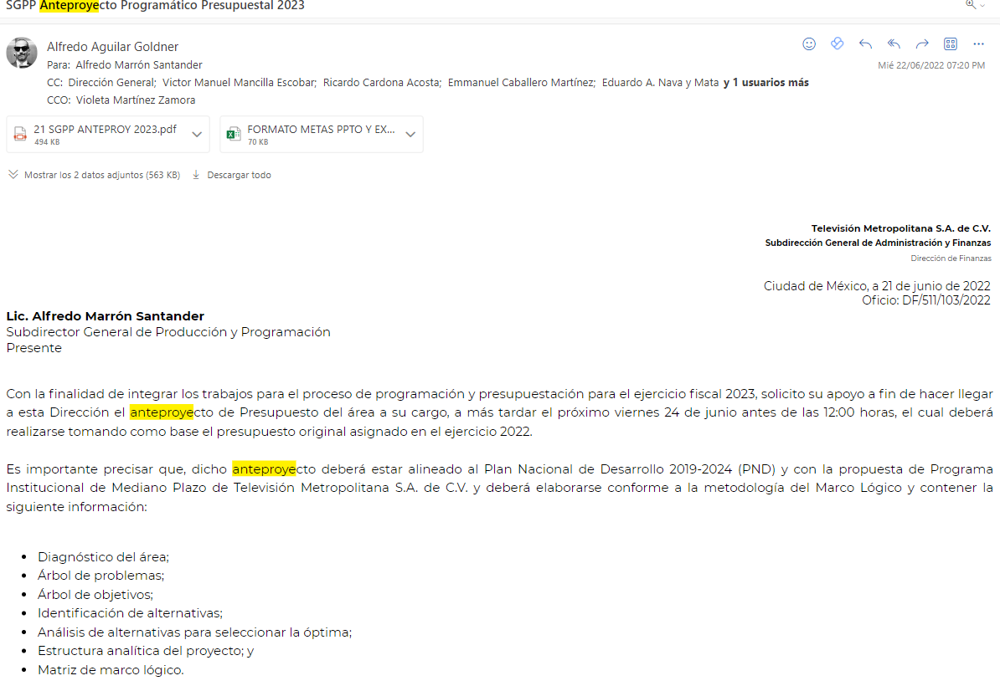 SGPP Anteproyecto Programático Presupuestal 2023
Alfredo Aguilar Goldner
Para: Alfredo Marrón Santander
Mié 22/06/2022 07:20 PM
CC: Dirección General; Victor Manuel Mancilla Escobar; Ricardo Cardona Acosta; Emmanuel Caballero Martínez; Eduardo A. Nava y Mata y 1 usuarios más
CCO: Violeta Martínez Zamora
21 SGPP ANTEPROY 2023.pdf
494 KB
FORMATO METAS PPTO Y EX...
70 KB
Mostrar los 2 datos adjuntos (563 KB) Descargar todo
Televisión Metropolitana S.A. de C.V.
Subdirección General de Administración y Finanzas
Dirección de Finanzas
Ciudad de México, a 21 de junio de 2022
Oficio: DF/511/103/2022
Lic. Alfredo Marrón Santander
Subdirector General de Producción y Programación
Presente
Con la finalidad de integrar los trabajos para el proceso de programación y presupuestación para el ejercicio fiscal 2023, solicito su apoyo a fin de hacer llegar
a esta Dirección el anteproyecto de Presupuesto del área a su cargo, a más tardar el próximo viernes 24 de junio antes de las 12:00 horas, el cual deberá
realizarse tomando como base el presupuesto original asignado en el ejercicio 2022.
Es importante precisar que, dicho anteproyecto deberá estar alineado al Plan Nacional de Desarrollo 2019-2024 (PND) y con la propuesta de Programa
Institucional de Mediano Plazo de Televisión Metropolitana S.A. de C.V. y deberá elaborarse conforme a la metodología del Marco Lógico y contener la
siguiente información:
• Diagnóstico del área;
• Árbol de problemas;
• Árbol de objetivos;
• Identificación de alternativas;
• Análisis de alternativas para seleccionar la óptima;
• Estructura analítica del proyecto; y
• Matriz de marco lógico.